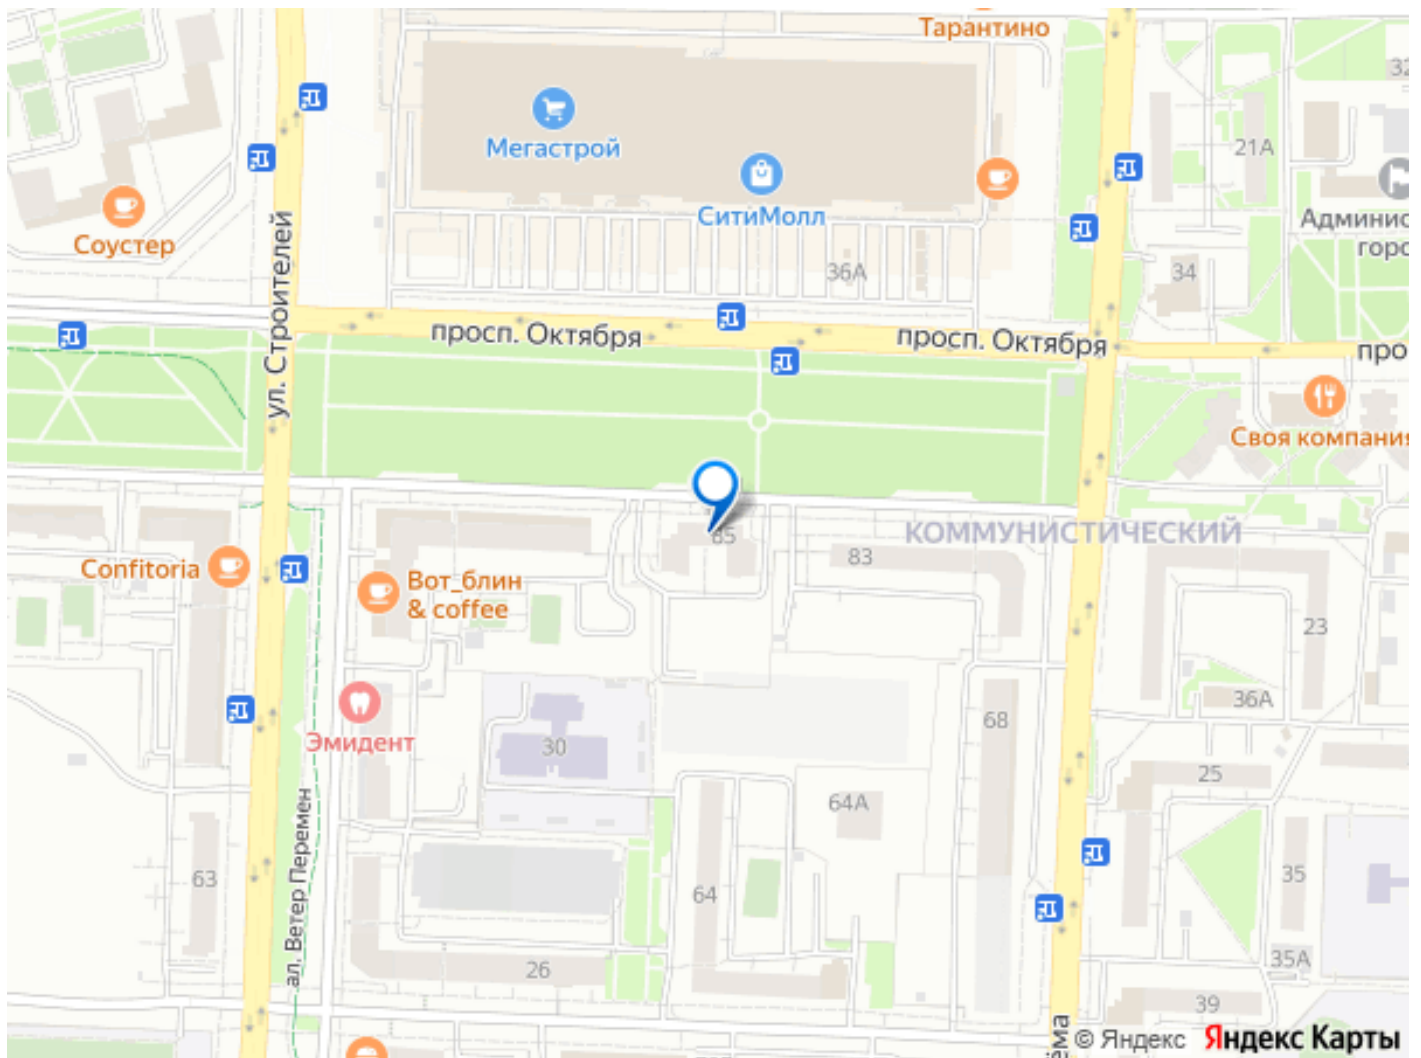 Тарантино
32
Мегастрой
21А
СитиМолл
Соустер
Админис
горо
36А
34
ул. Строителей
просп. Октября
просп. Октября
про
Своя компания
КОММУНИСТИЧЕСКИЙ
85
83
Confitoria
Вот_блин
& coffee
23
36А
68
Эмидент
30
25
64А
ал. Ветер Перемен
63
64
35
26
35А
39
ёма
© Яндекс
Яндекс Карты